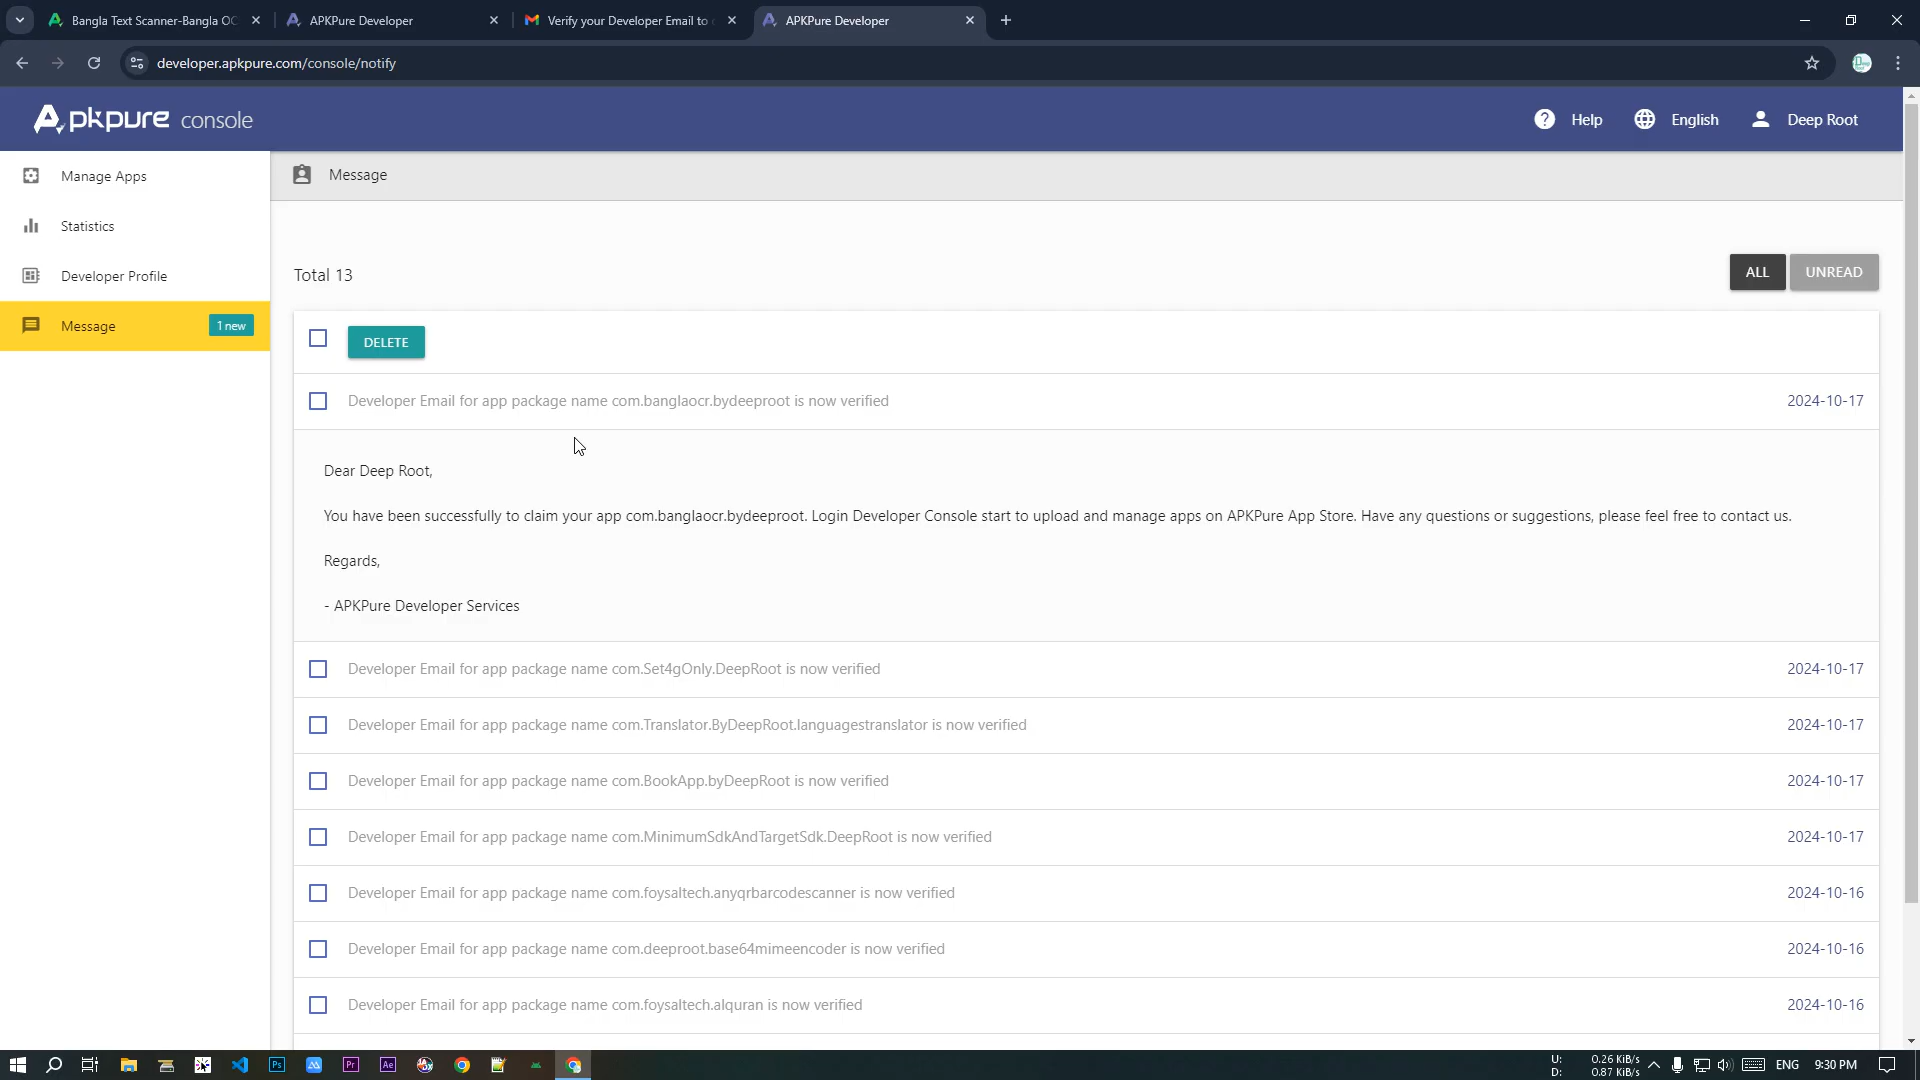 Bangla Text Scanner-Bangla OC
APKPure Developer
Verify your Developer Email to
APKPure Developer
developer.apkpure.com/console/notify
Apkpure console
Help
English
Deep Root
Manage Apps
Statistics
Developer Profile
Message
1 new
Message
Total 13
ALL
UNREAD
DELETE
Developer Email for app package name com.banglaocr.bydeeproot is now verified 2024-10-17
Dear Deep Root,
You have been successfully to claim your app com.banglaocr.bydeeproot. Login Developer Console start to upload and manage apps on APKPure App Store. Have any questions or suggestions, please feel free to contact us.
Regards,
- APKPure Developer Services
Developer Email for app package name com.Set4gOnly.DeepRoot is now verified 2024-10-17
Developer Email for app package name com.Translator.ByDeepRoot.languagestranslator is now verified 2024-10-17
Developer Email for app package name com.BookApp.byDeepRoot is now verified 2024-10-17
Developer Email for app package name com.MinimumSdkAndTargetSdk.DeepRoot is now verified 2024-10-17
Developer Email for app package name com.foysaltech.anyqrbarcodescanner is now verified 2024-10-16
Developer Email for app package name com.deeproot.base64mimeencoder is now verified 2024-10-16
Developer Email for app package name com.foysaltech.alquran is now verified 2024-10-16
Ps
Pr
Ae
U: 0.26 KiB/s
D: 0.87 KiB/s
ENG
9:30 PM